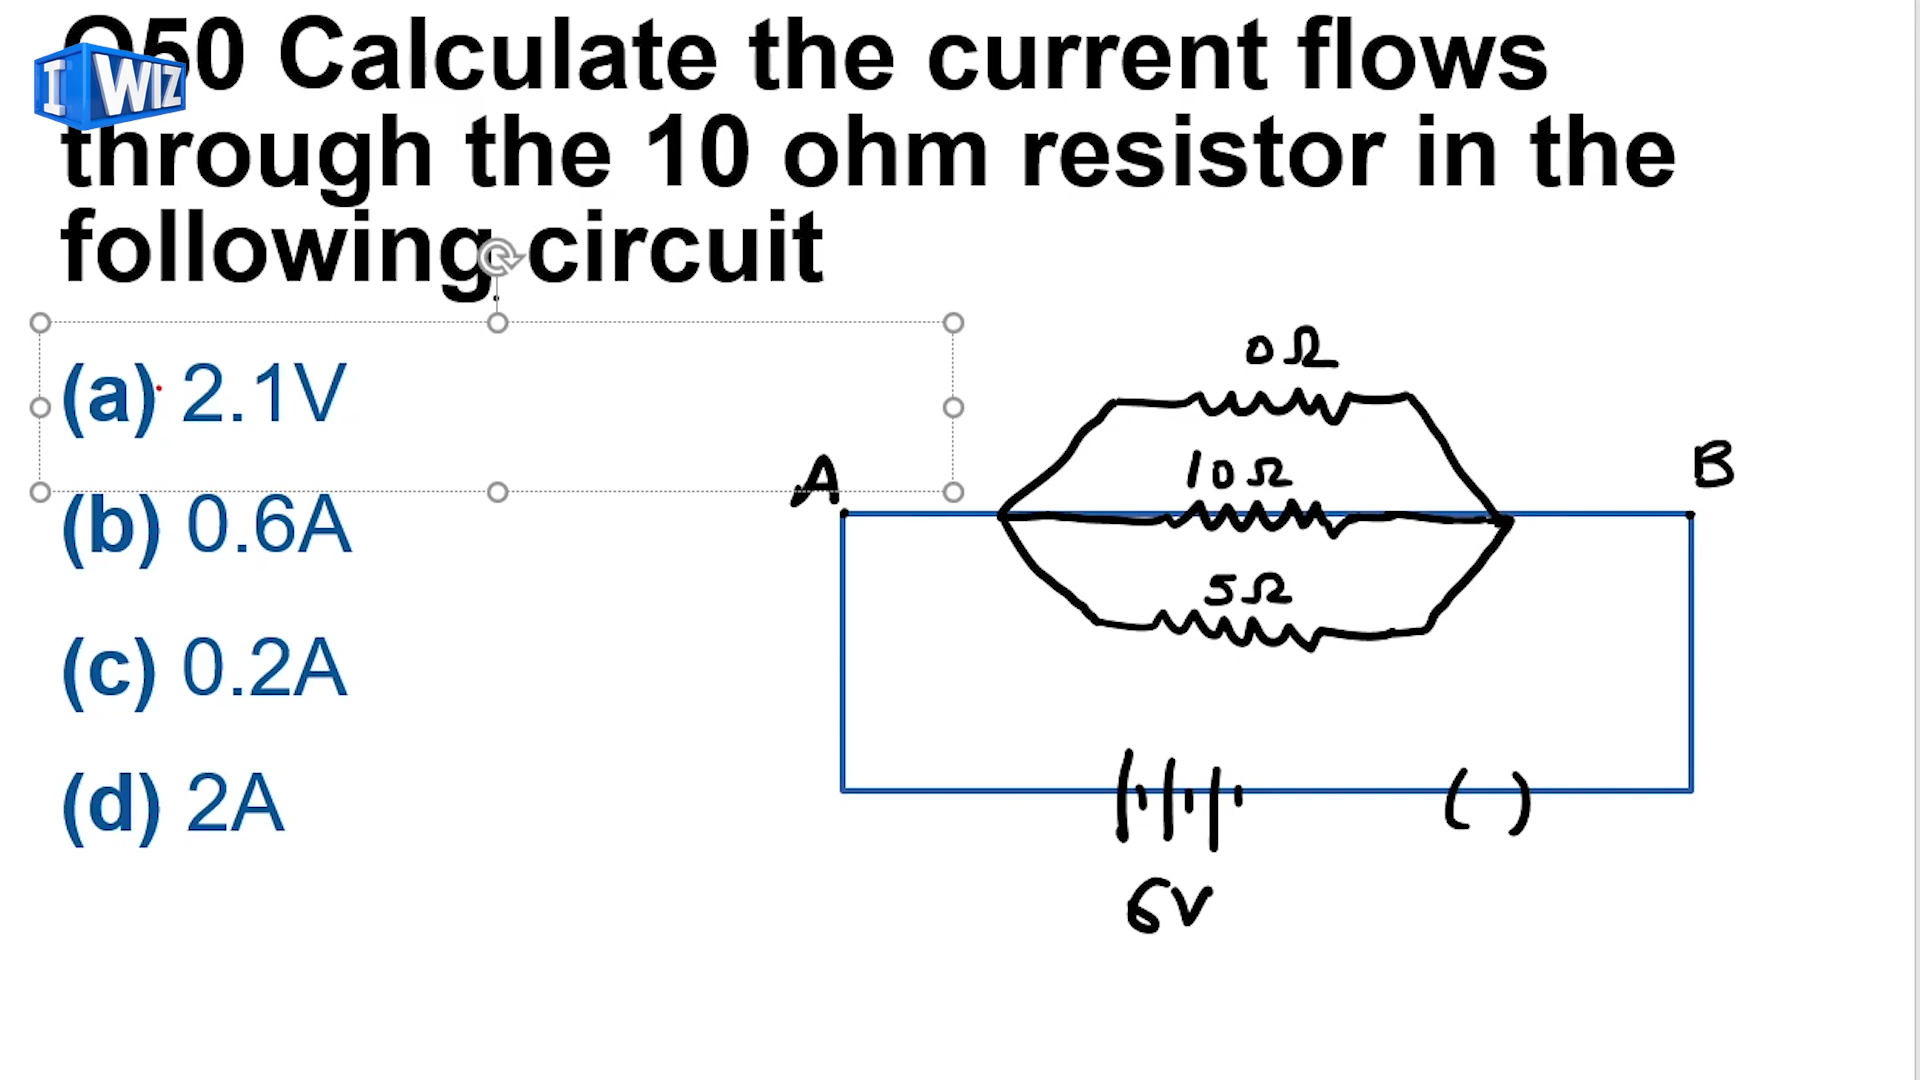 Q50 Calculate the current flows
through the 10 ohm resistor in the
following circuit
I WIZ
(a) 2.1V
(b) 0.6A
(c) 0.2A
(d) 2A
0Ω
A
10Ω
B
5Ω
( )
6V